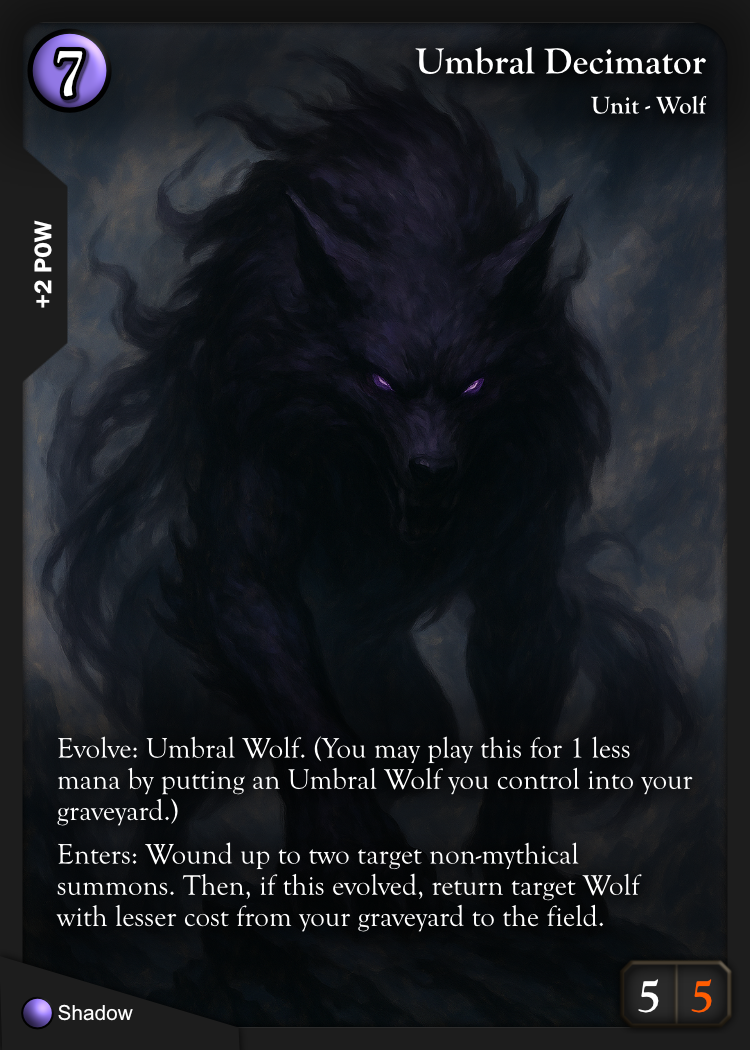 7
Umbral Decimator
Unit - Wolf
+2 POW
Evolve: Umbral Wolf. (You may play this for 1 less
mana by putting an Umbral Wolf you control into your
graveyard.)
Enters: Wound up to two target non-mythical
summons. Then, if this evolved, return target Wolf
with lesser cost from your graveyard to the field.
5 5
Shadow